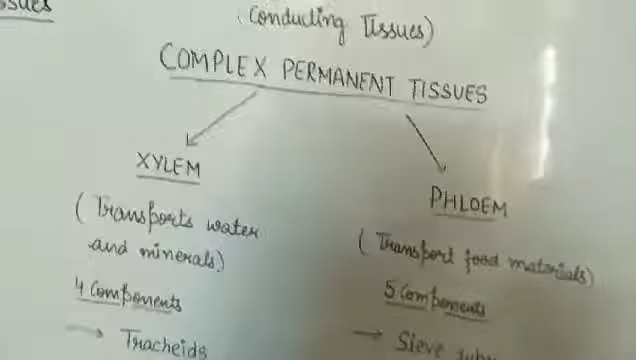 (Conducting Tissues)
COMPLEX PERMANENT TISSUES
XYLEM
(Transports water
and minerals)
4 Components
→ Tracheids
PHLOEM
(Transport food materials)
5 Components
→ Sieve